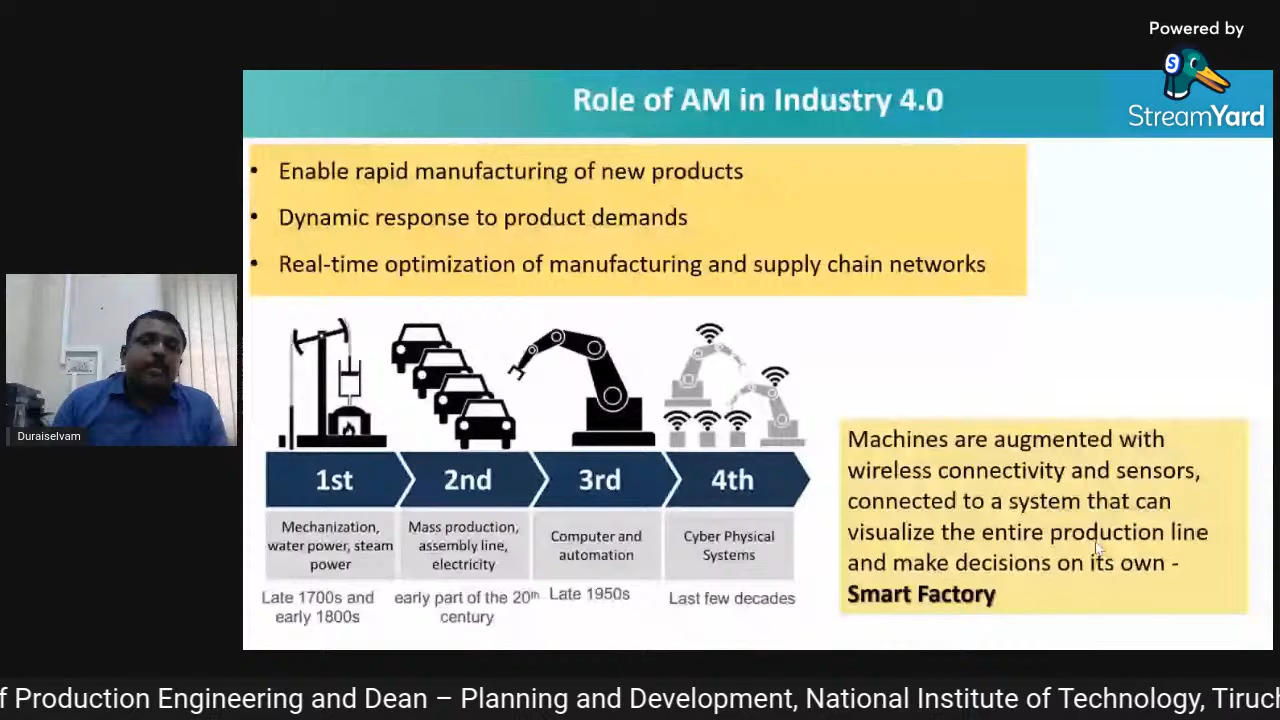 Powered by
StreamYard
Role of AM in Industry 4.0
• Enable rapid manufacturing of new products
• Dynamic response to product demands
• Real-time optimization of manufacturing and supply chain networks
1st
2nd
3rd
4th
Mechanization,
water power, steam
power
Mass production,
assembly line,
electricity
Computer and
automation
Cyber Physical
Systems
Late 1700s and
early 1800s
early part of the 20th
century
Late 1950s
Last few decades
Machines are augmented with
wireless connectivity and sensors,
connected to a system that can
visualize the entire production line
and make decisions on its own -
Smart Factory
Duraiselvam
f Production Engineering and Dean – Planning and Development, National Institute of Technology, Tiruch